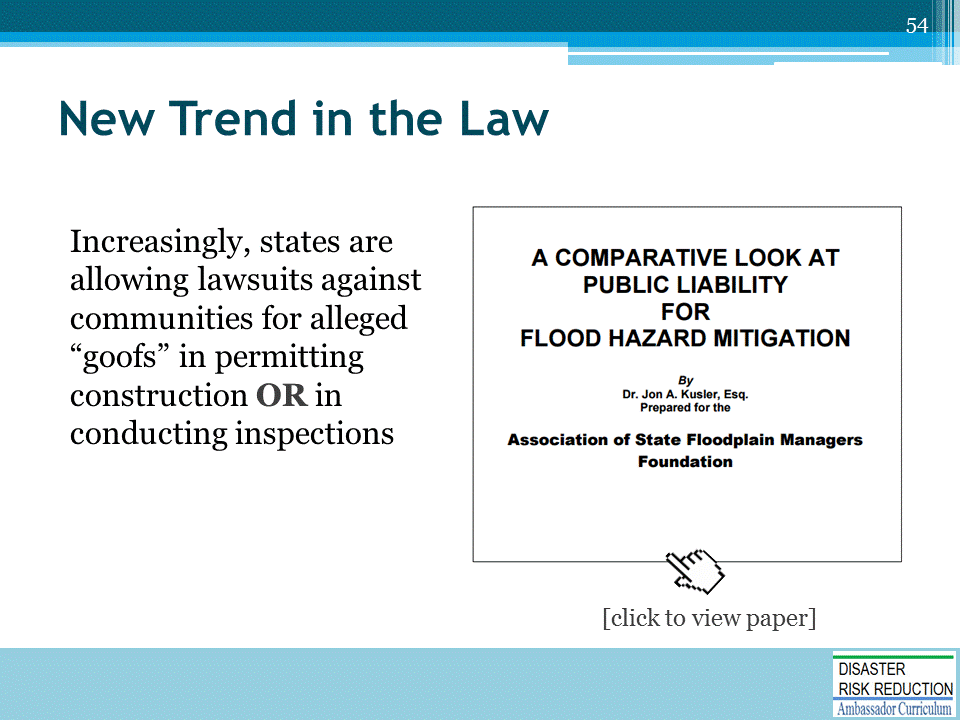 54
New Trend in the Law
Increasingly, states are
allowing lawsuits against
communities for alleged
“goofs” in permitting
construction OR in
conducting inspections
A COMPARATIVE LOOK AT
PUBLIC LIABILITY
FOR
FLOOD HAZARD MITIGATION
By
Dr. Jon A. Kusler, Esq.
Prepared for the
Association of State Floodplain Managers
Foundation
[click to view paper]
DISASTER
RISK REDUCTION
Ambassador Curriculum